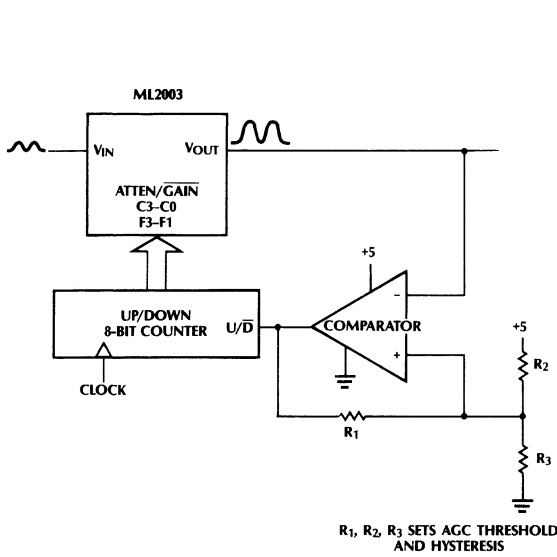 ML2003
VIN
VOUT
ATTEN/GAIN
C3–C0
F3–F1
+5
UP/DOWN
8-BIT COUNTER
U/D
COMPARATOR
–
+
+5
CLOCK
R2
R1
R3
R1, R2, R3 SETS AGC THRESHOLD
AND HYSTERESIS